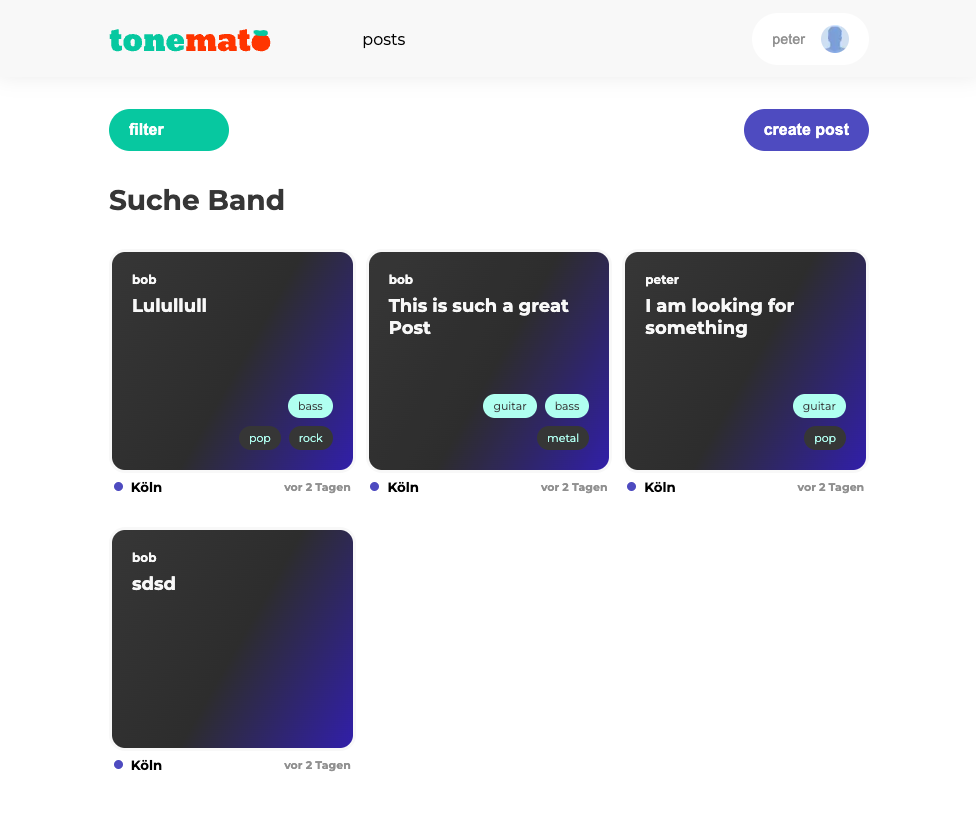 tonemato
posts
peter
filter
create post
Suche Band
bob
Lulullull
bass
pop rock
Köln
vor 2 Tagen
bob
This is such a great
Post
guitar bass
metal
Köln
vor 2 Tagen
peter
I am looking for
something
guitar
pop
Köln
vor 2 Tagen
bob
sdsd
Köln
vor 2 Tagen